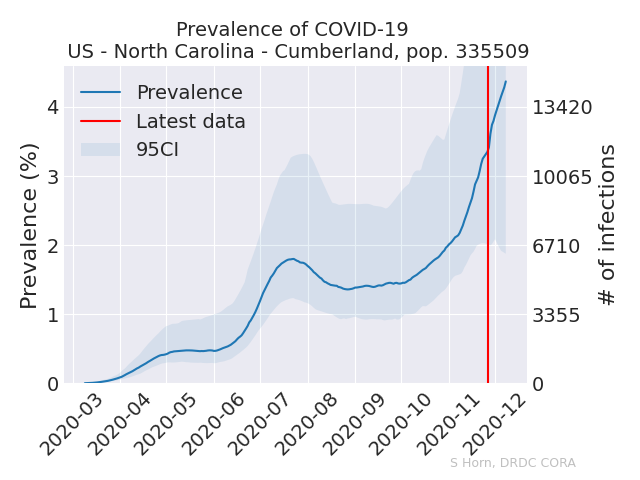 Prevalence of COVID-19
US - North Carolina - Cumberland, pop. 335509
Prevalence
Latest data
95CI
Prevalence (%)
4
3
2
1
0
13420
10065
6710
3355
0
# of infections
2020-03
2020-04
2020-05
2020-06
2020-07
2020-08
2020-09
2020-10
2020-11
2020-12
S Horn, DRDC CORA